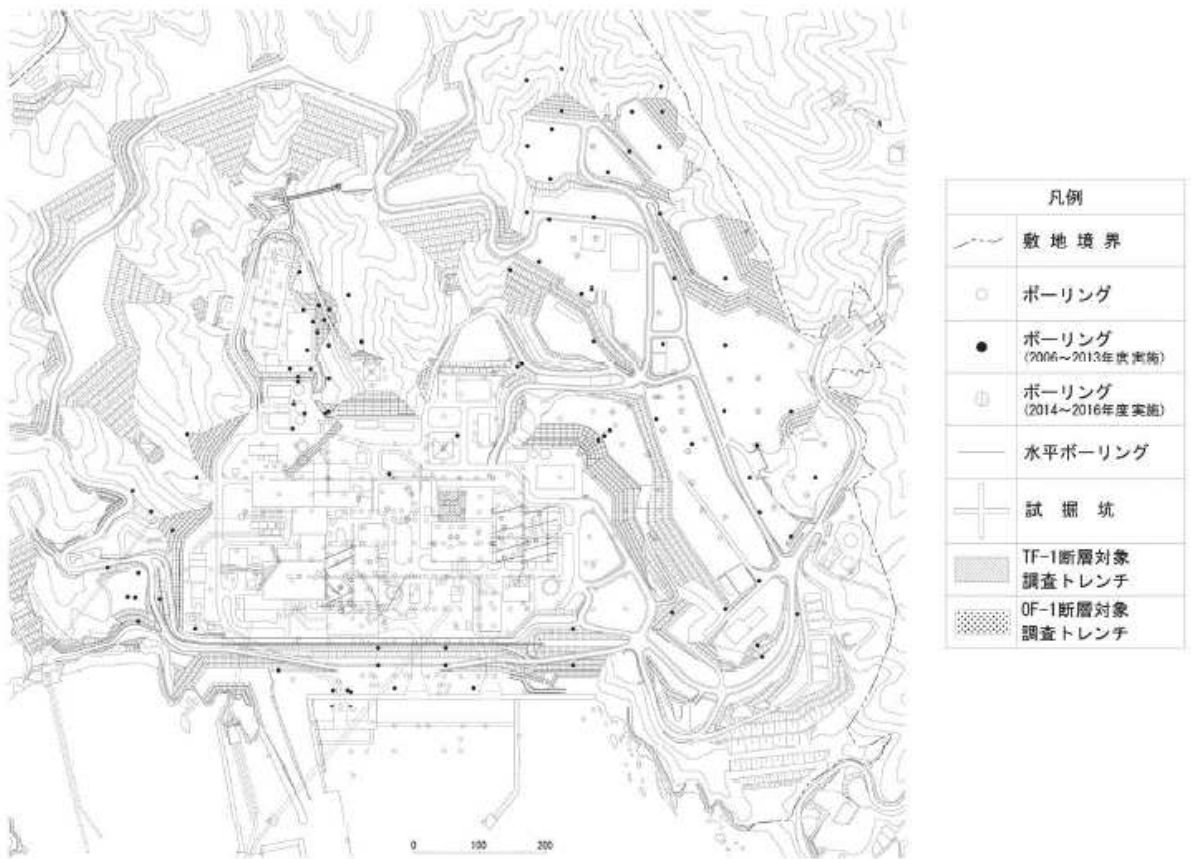 凡例
敷地境界
ボーリング
ボーリング
(2006～2013年度実施)
ボーリング
(2014～2016年度実施)
水平ボーリング
試掘坑
TF-1断層対象
調査トレンチ
OF-1断層対象
調査トレンチ
0 100 200